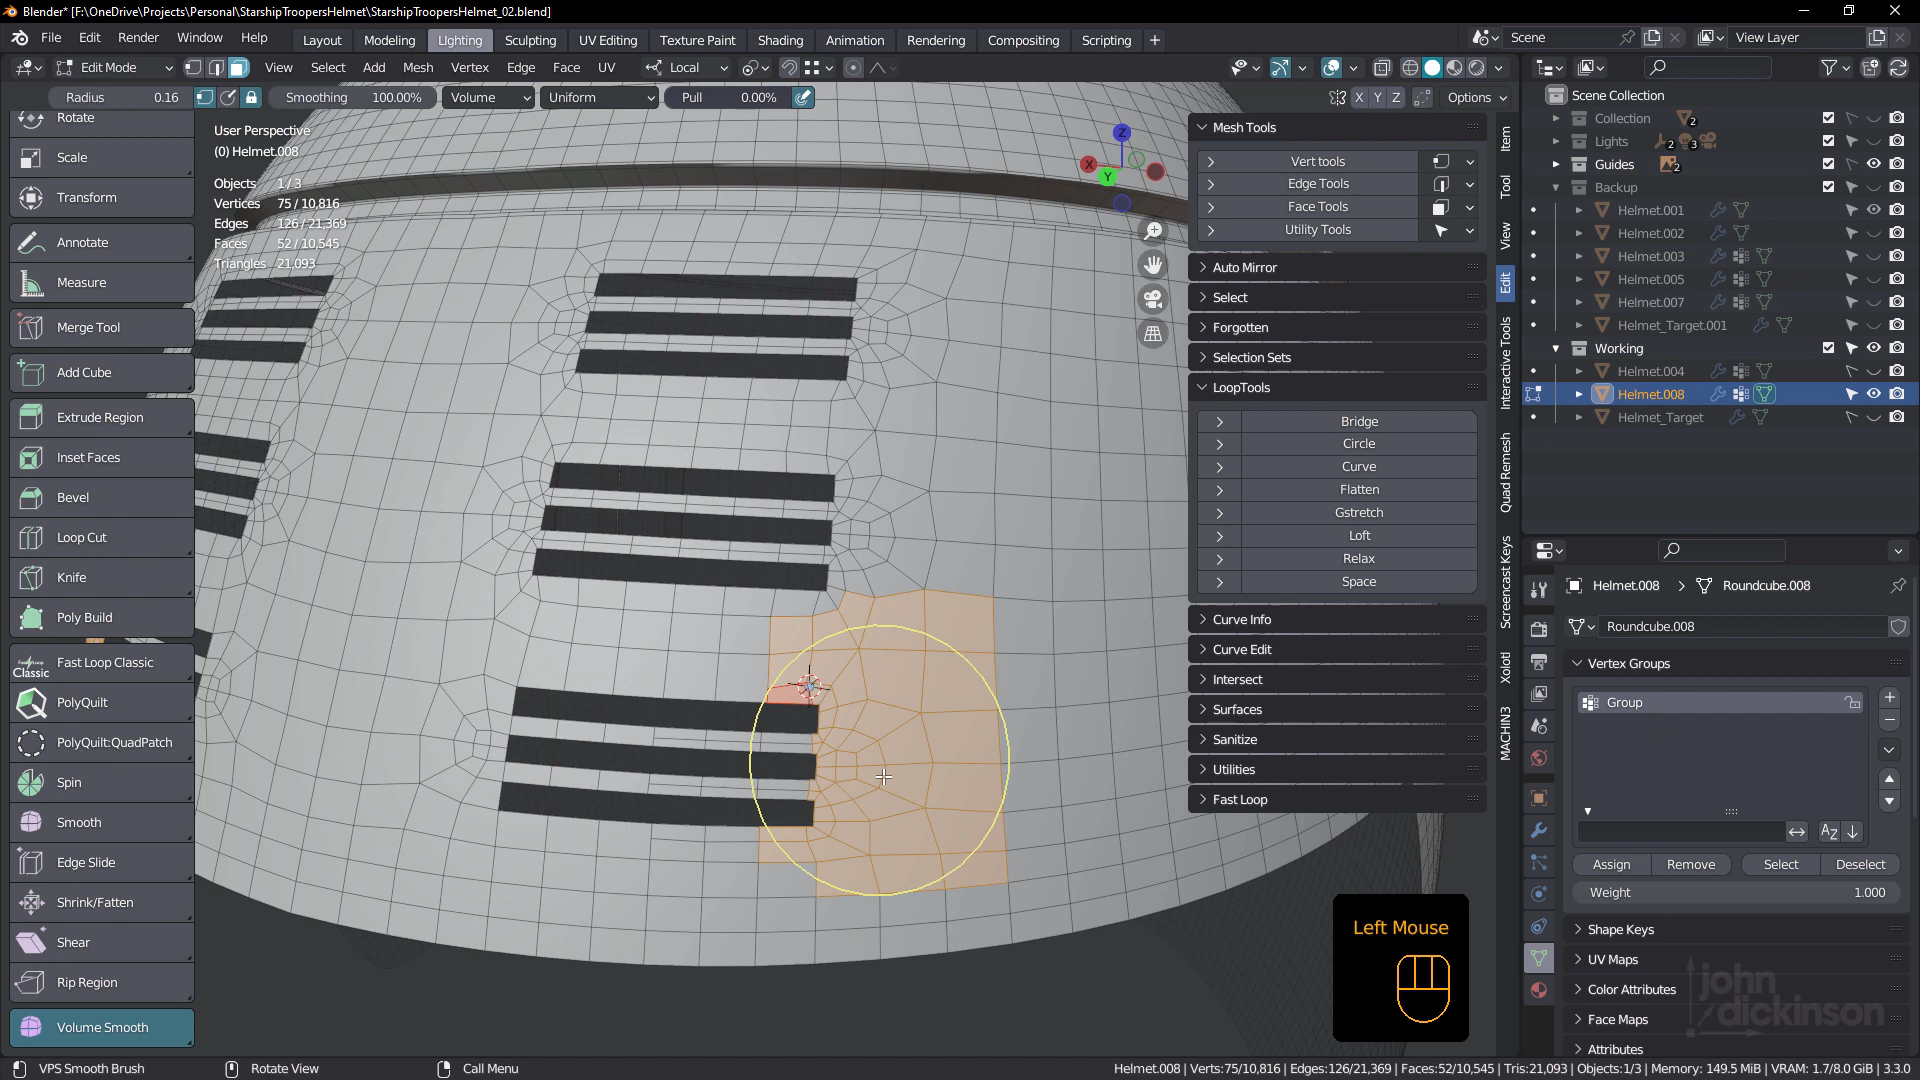 Blender* [F:\OneDrive\Projects\Personal\StarshipTroopersHelmet\StarshipTroopersHelmet_02.blend]
File Edit Render Window Help Layout Modeling Lighting Sculpting UV Editing Texture Paint Shading Animation Rendering Compositing Scripting + Scene View Layer
Edit Mode View Select Add Mesh Vertex Edge Face UV Local
Radius 0.16 Smoothing 100.00% Volume Uniform Pull 0.00% X Y Z Options
Rotate
Scale
Transform
Annotate
Measure
Merge Tool
Add Cube
Extrude Region
Inset Faces
Bevel
Loop Cut
Knife
Poly Build
Fast Loop Classic
Classic
PolyQuilt
PolyQuilt:QuadPatch
Spin
Smooth
Edge Slide
Shrink/Fatten
Shear
Rip Region
Volume Smooth
User Perspective
(0) Helmet.008
Objects 1 / 3
Vertices 75 / 10,816
Edges 126 / 21,369
Faces 52 / 10,545
Triangles 21,093
Z
X
Y
Mesh Tools
Vert tools
Edge Tools
Face Tools
Utility Tools
Auto Mirror
Select
Forgotten
Selection Sets
LoopTools
Bridge
Circle
Curve
Flatten
Gstretch
Loft
Relax
Space
Curve Info
Curve Edit
Intersect
Surfaces
Sanitize
Utilities
Fast Loop
Item
Tool
View
Edit
Interactive Tools
Quad Remesh
Screencast Keys
Xolotl
MACHIN3
Left Mouse
Scene Collection
Collection 2
Lights 2 3
Guides 2
Backup
Helmet.001
Helmet.002
Helmet.003
Helmet.005
Helmet.007
Helmet_Target.001
Working
Helmet.004
Helmet.008
Helmet_Target
Helmet.008 > Roundcube.008
Roundcube.008
Vertex Groups
Group
Assign Remove Select Deselect
Weight 1.000
Shape Keys
UV Maps
Color Attributes
Face Maps
Attributes
john
dickinson
VPS Smooth Brush Rotate View Call Menu Helmet.008 | Verts:75/10,816 | Edges:126/21,369 | Faces:52/10,545 | Tris:21,093 | Objects:1/3 | Memory: 149.5 MiB | VRAM: 1.7/8.0 GiB | 3.3.0